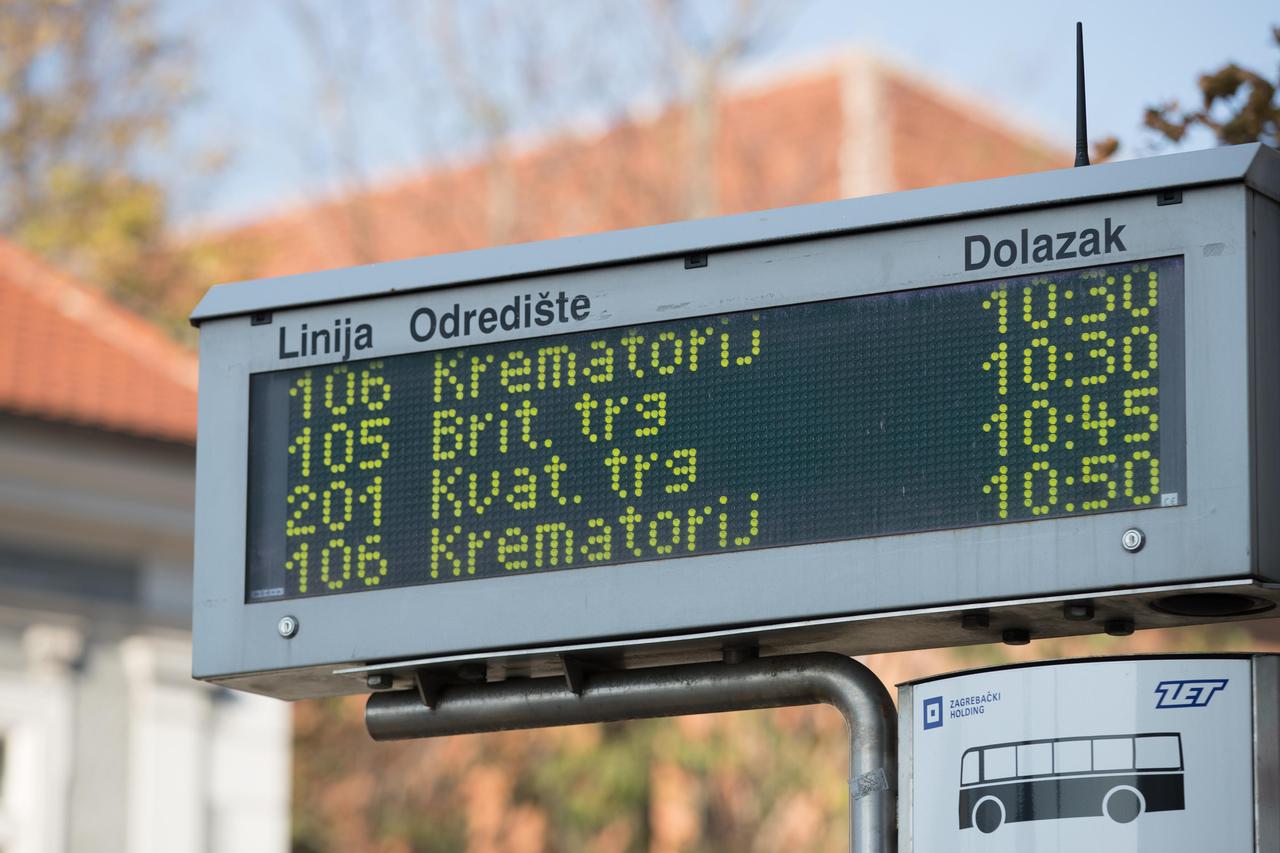 Linija Odredište Dolazak
106 Krematorij 10:30
105 Brit. trg 10:30
201 Kvat. trg 10:45
106 Krematorij 10:50
ZAGREBAČKI
HOLDING
ZET